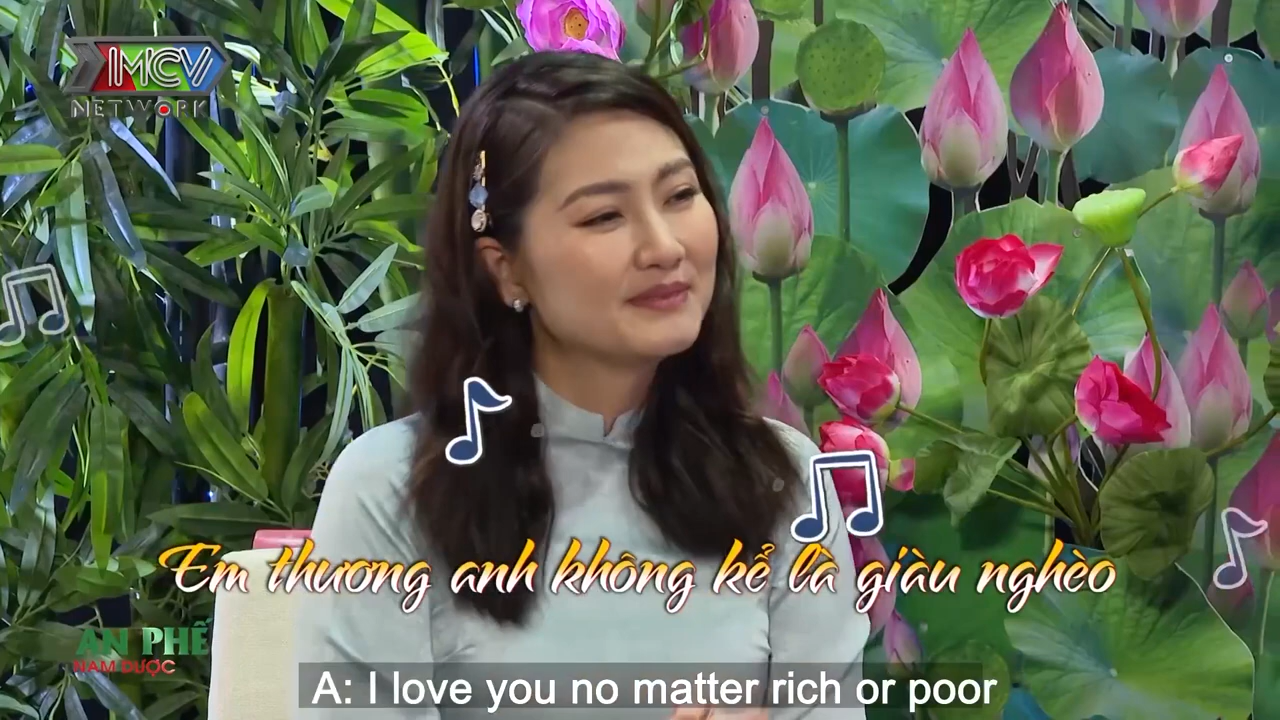 MCV
NETWORK
Em thương anh không kể là giàu nghèo
AN PHẾ
NAM DƯỢC
A: I love you no matter rich or poor